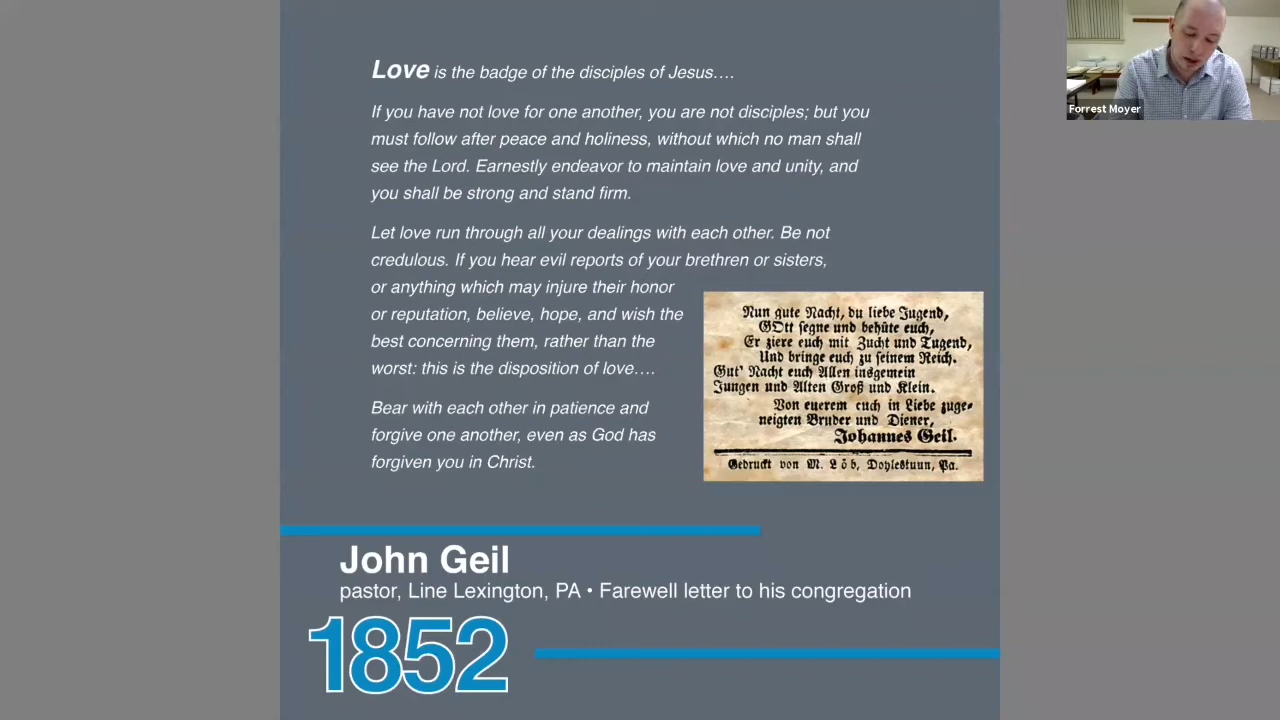 Love is the badge of the disciples of Jesus….
If you have not love for one another, you are not disciples; but you
must follow after peace and holiness, without which no man shall
see the Lord. Earnestly endeavor to maintain love and unity, and
you shall be strong and stand firm.
Let love run through all your dealings with each other. Be not
credulous. If you hear evil reports of your brethren or sisters,
or anything which may injure their honor
or reputation, believe, hope, and wish the
best concerning them, rather than the
worst: this is the disposition of love….
Bear with each other in patience and
forgive one another, even as God has
forgiven you in Christ.
Nun gute Nacht, du liebe Jugend,
GOtt segne und behüte euch,
Er ziere euch mit Zucht und Tugend,
Und bringe euch zu seinem Reich.
Gut' Nacht euch Allen insgemein
Jungen und Alten Groß und Klein.
Von euerem euch in Liebe zuge-
neigten Bruder und Diener,
Johannes Geil.
Gedruckt von M. Löb, Doylestaun, Pa.
John Geil
pastor, Line Lexington, PA • Farewell letter to his congregation
1852
Forrest Moyer